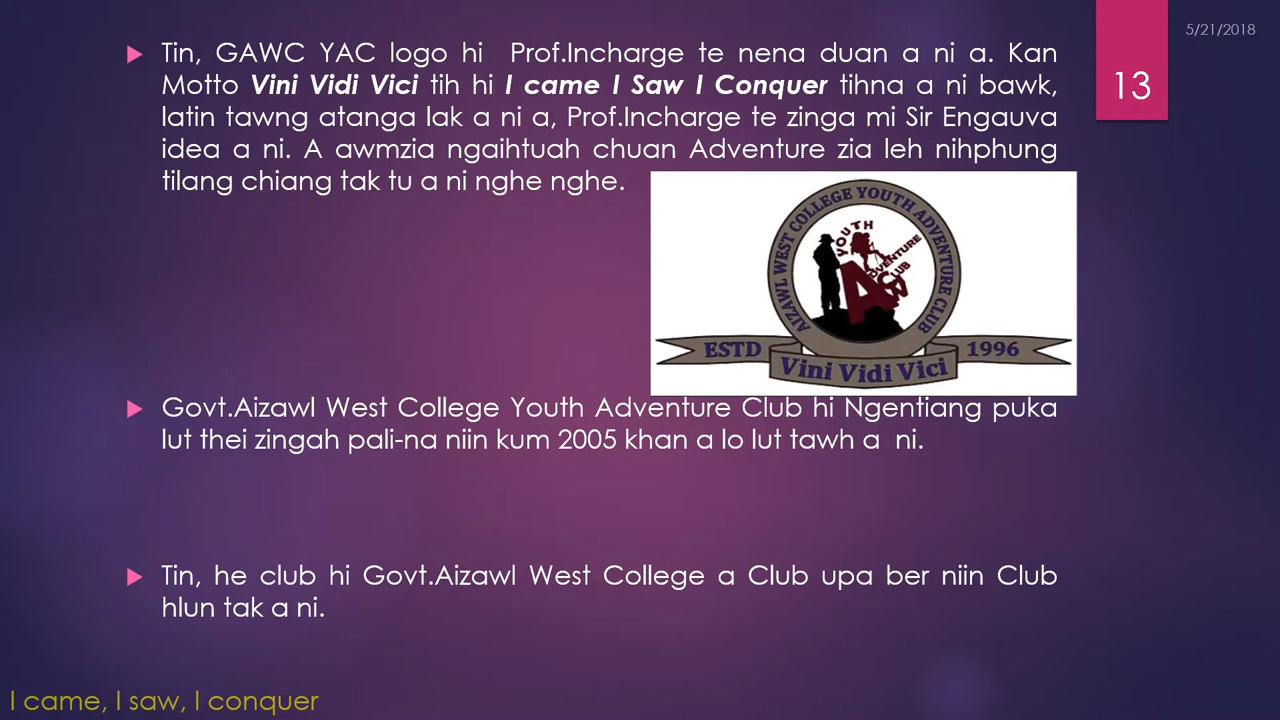 5/21/2018
13
Tin, GAWC YAC logo hi Prof.Incharge te nena duan a ni a. Kan
Motto Vini Vidi Vici tih hi I came I Saw I Conquer tihna a ni bawk,
latin tawng atanga lak a ni a, Prof.Incharge te zinga mi Sir Engauva
idea a ni. A awmzia ngaihtuah chuan Adventure zia leh nihphung
tilang chiang tak tu a ni nghe nghe.
AIZAWL WEST COLLEGE YOUTH ADVENTURE CLUB
YOUTH
ADVENTURE
CLUB
AW
ESTD
1996
Vini Vidi Vici
Govt.Aizawl West College Youth Adventure Club hi Ngentiang puka
lut thei zingah pali-na niin kum 2005 khan a lo lut tawh a ni.
Tin, he club hi Govt.Aizawl West College a Club upa ber niin Club
hlun tak a ni.
I came, I saw, I conquer